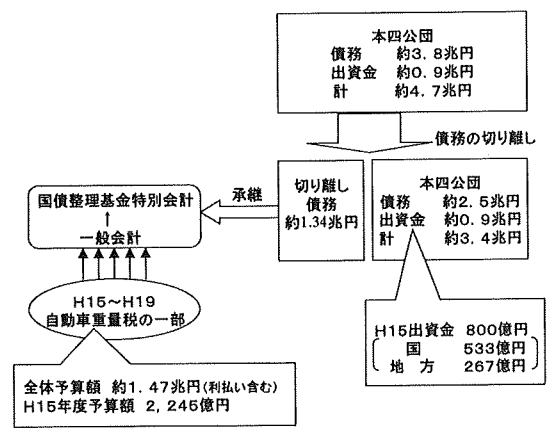 本四公団
債務 約3.8兆円
出資金 約0.9兆円
計 約4.7兆円
債務の切り離し
国債整理基金特別会計
↑
一般会計
承継
切り離し
債務
約1.34兆円
本四公団
債務 約2.5兆円
出資金 約0.9兆円
計 約3.4兆円
H15～H19
自動車重量税の一部
H15出資金 800億円
国 533億円
地方 267億円
全体予算額 約1.47兆円(利払い含む)
H15年度予算額 2,245億円